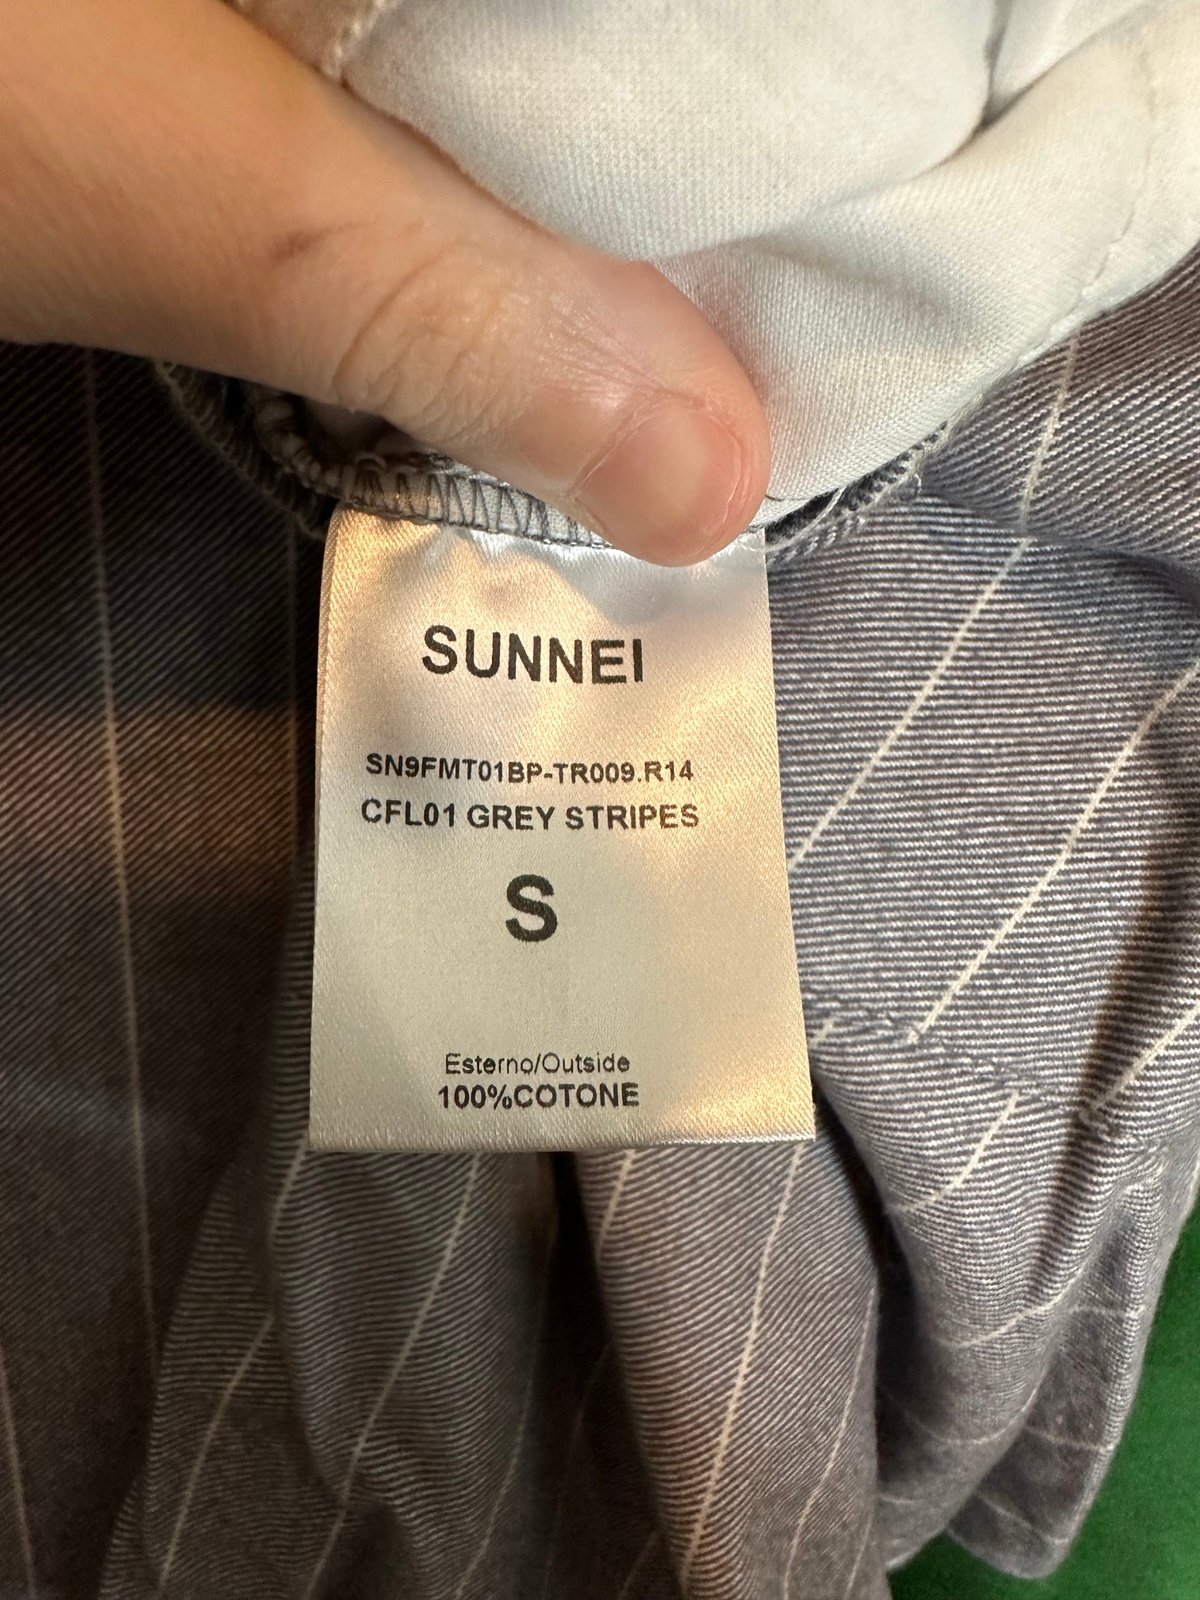 SUNNEI
SN9FMT01BP-TR009.R14
CFL01 GREY STRIPES
S
Esterno/Outside
100%COTONE